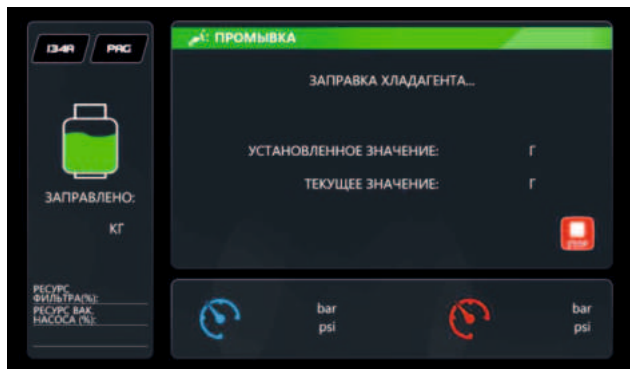 134A PAG
ЗАПРАВЛЕНО:
КГ
РЕСУРС
ФИЛЬТРА(%):
РЕСУРС ВАК.
НАСОСА (%):
ПРОМЫВКА
ЗАПРАВКА ХЛАДАГЕНТА...
УСТАНОВЛЕННОЕ ЗНАЧЕНИЕ: Г
ТЕКУЩЕЕ ЗНАЧЕНИЕ: Г
STOP
bar
psi
bar
psi